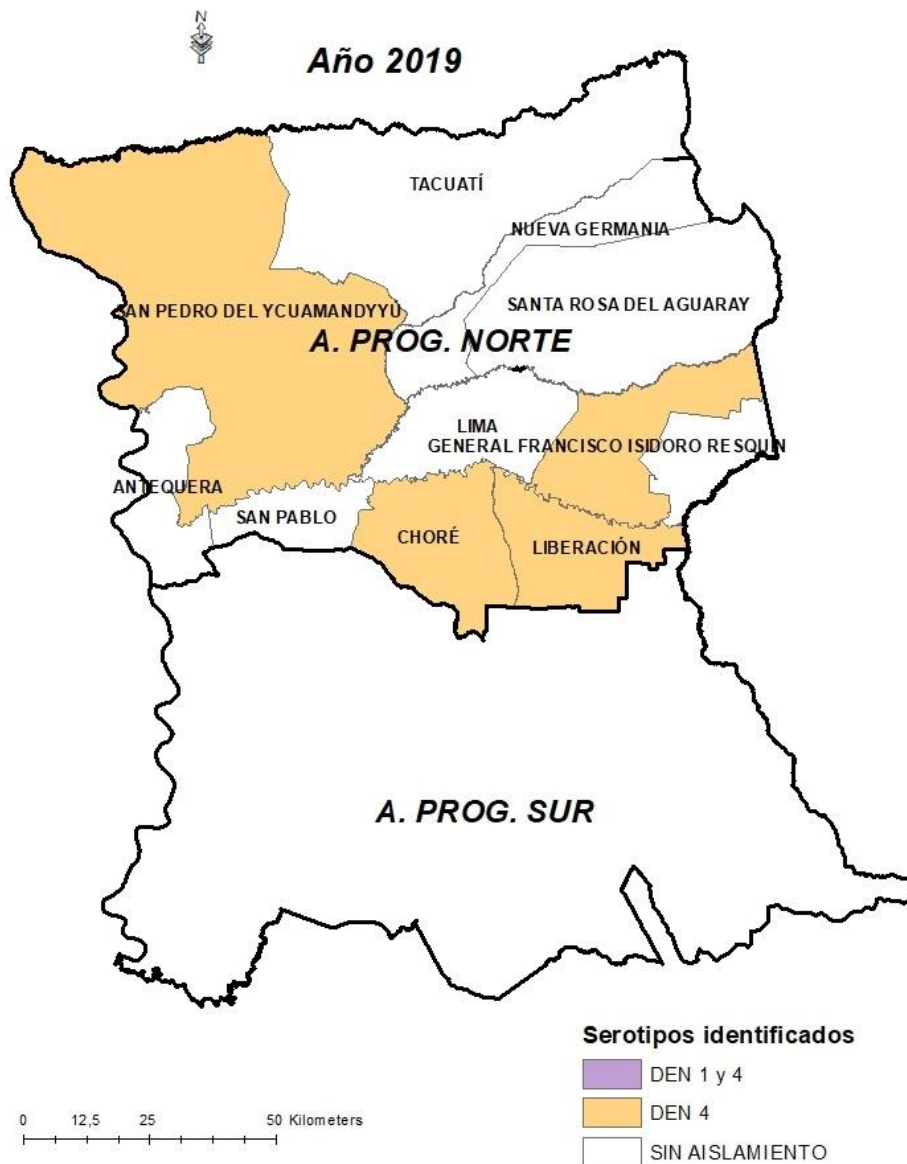 N
Año 2019
TACUATÍ
NUEVA GERMANIA
SAN PEDRO DEL YCUAMANDYYÚ
SANTA ROSA DEL AGUARAY
A. PROG. NORTE
LIMA
GENERAL FRANCISCO ISIDORO RESQUIN
ANTEQUERA
SAN PABLO
CHORÉ
LIBERACIÓN
A. PROG. SUR
Serotipos identificados
DEN 1 y 4
DEN 4
SIN AISLAMIENTO
0 12,5 25 50 Kilometers